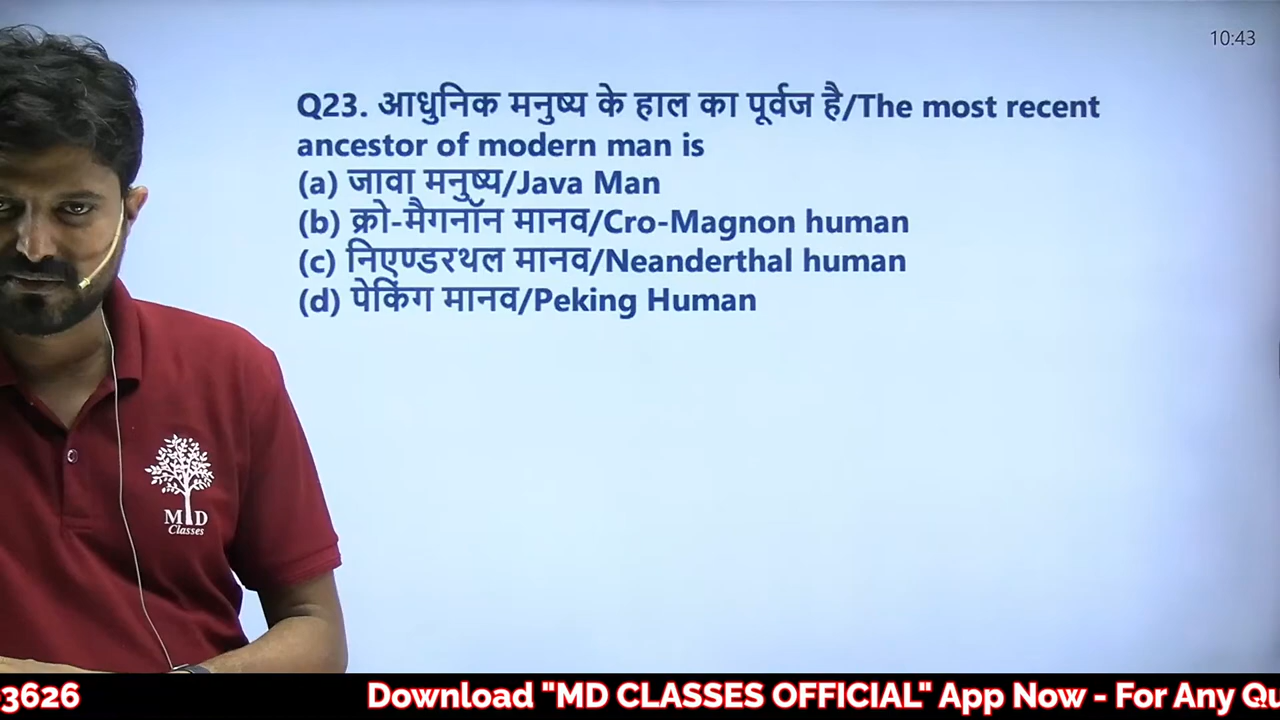 10:43
Q23. आधुनिक मनुष्य के हाल का पूर्वज है/The most recent
ancestor of modern man is
(a) जावा मनुष्य/Java Man
(b) क्रो-मैगनॉन मानव/Cro-Magnon human
(c) निएण्डरथल मानव/Neanderthal human
(d) पेकिंग मानव/Peking Human
MD
Classes
3626 Download "MD CLASSES OFFICIAL" App Now - For Any